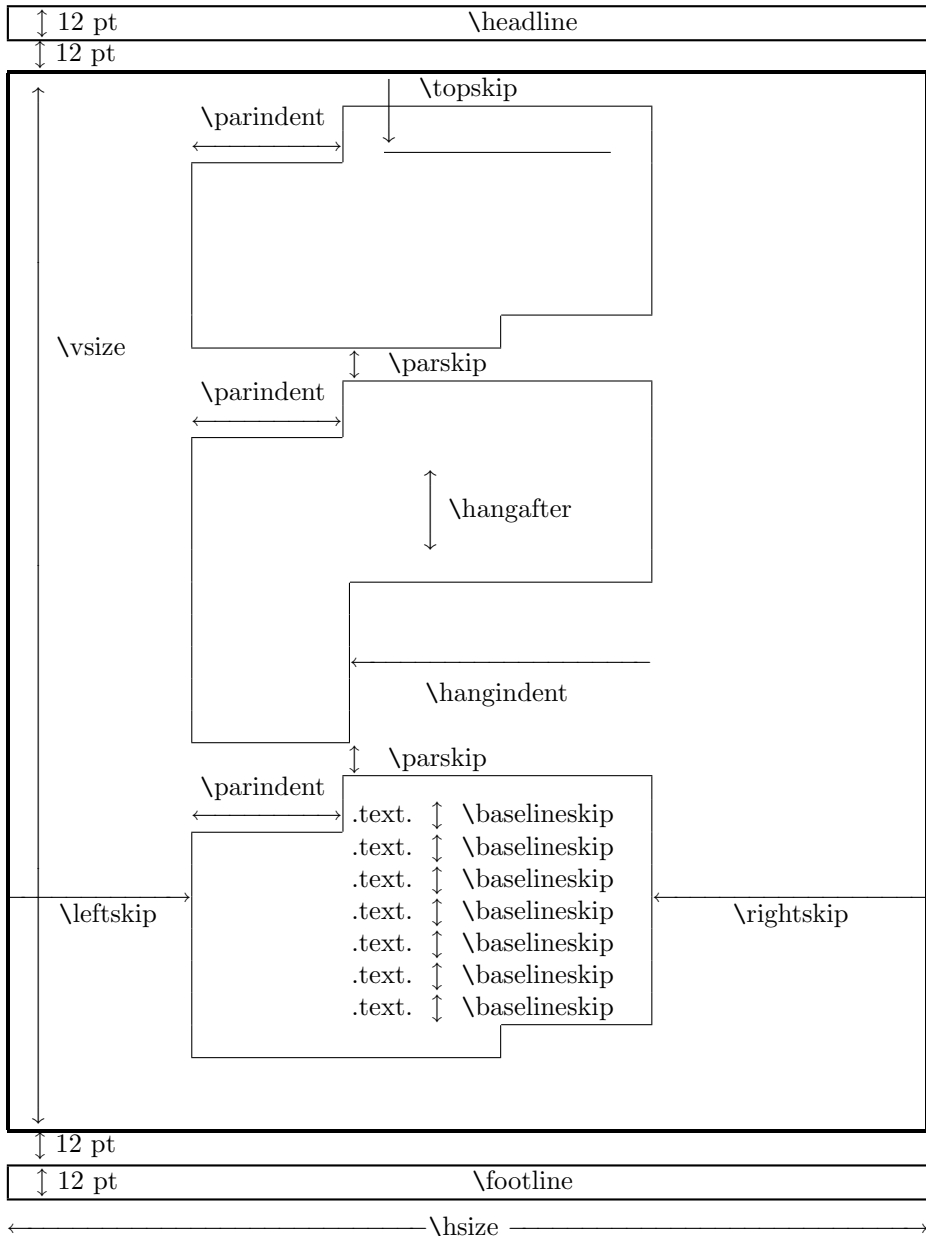 12 pt \headline
12 pt
\topskip
\parindent
\vsize
\parskip
\parindent
\hangafter
\hangindent
\parskip
\parindent
.text. \baselineskip
.text. \baselineskip
.text. \baselineskip
\leftskip .text. \baselineskip \rightskip
.text. \baselineskip
.text. \baselineskip
.text. \baselineskip
12 pt
12 pt \footline
\hsize